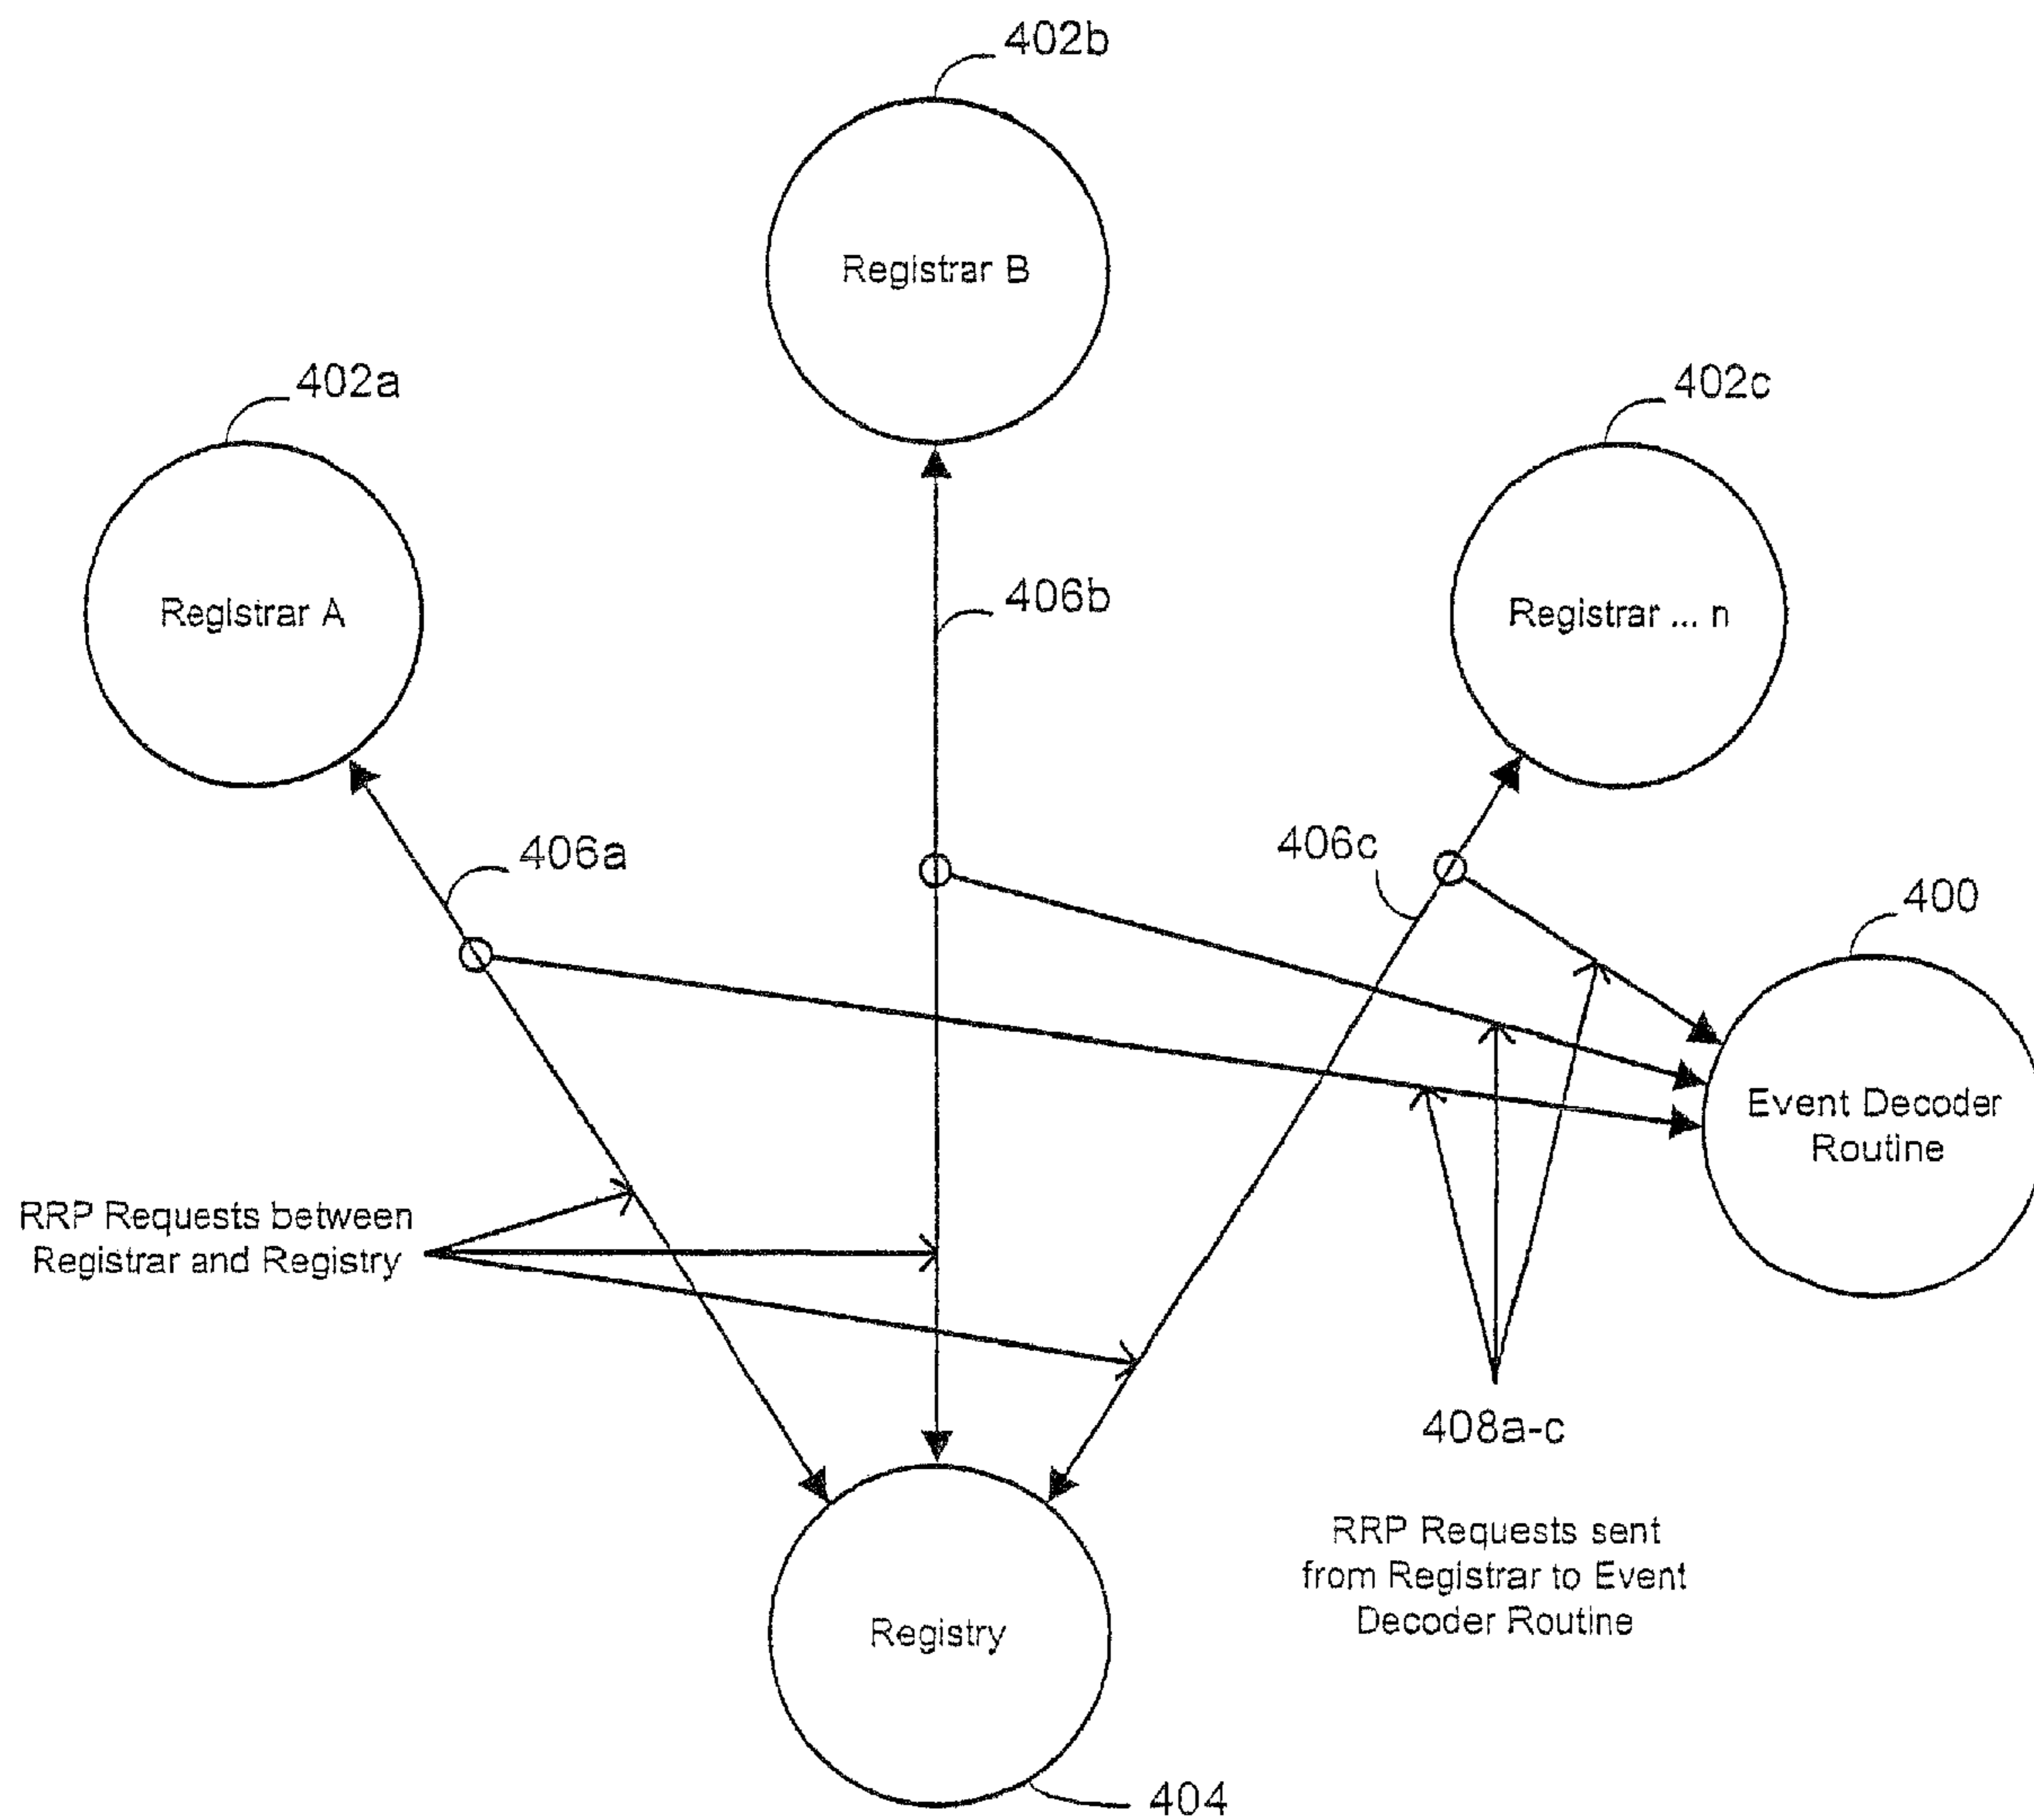 402b
Registrar B
402a
402c
Registrar A
Registrar ... n
406b
406a
406c
400
Event Decoder
Routine
RRP Requests between
Registrar and Registry
408a-c
RRP Requests sent
from Registrar to Event
Decoder Routine
Registry
404